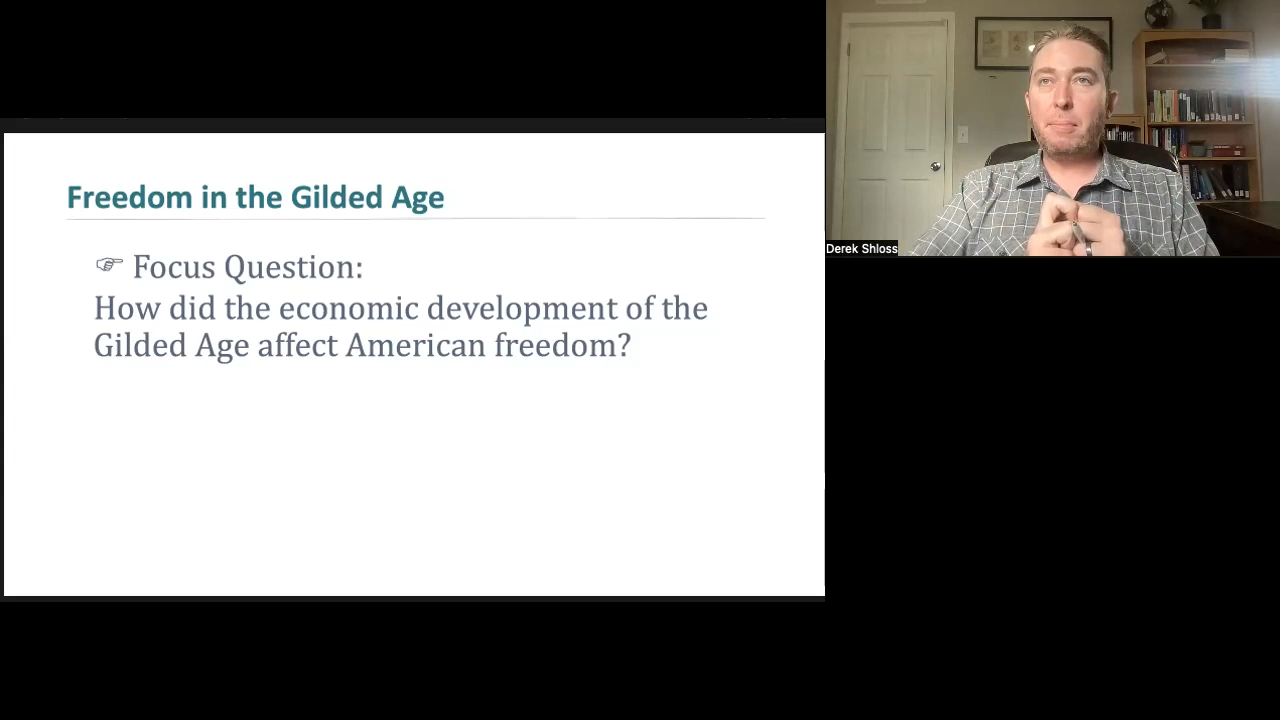 Freedom in the Gilded Age
☞ Focus Question:
How did the economic development of the
Gilded Age affect American freedom?
Derek Shloss